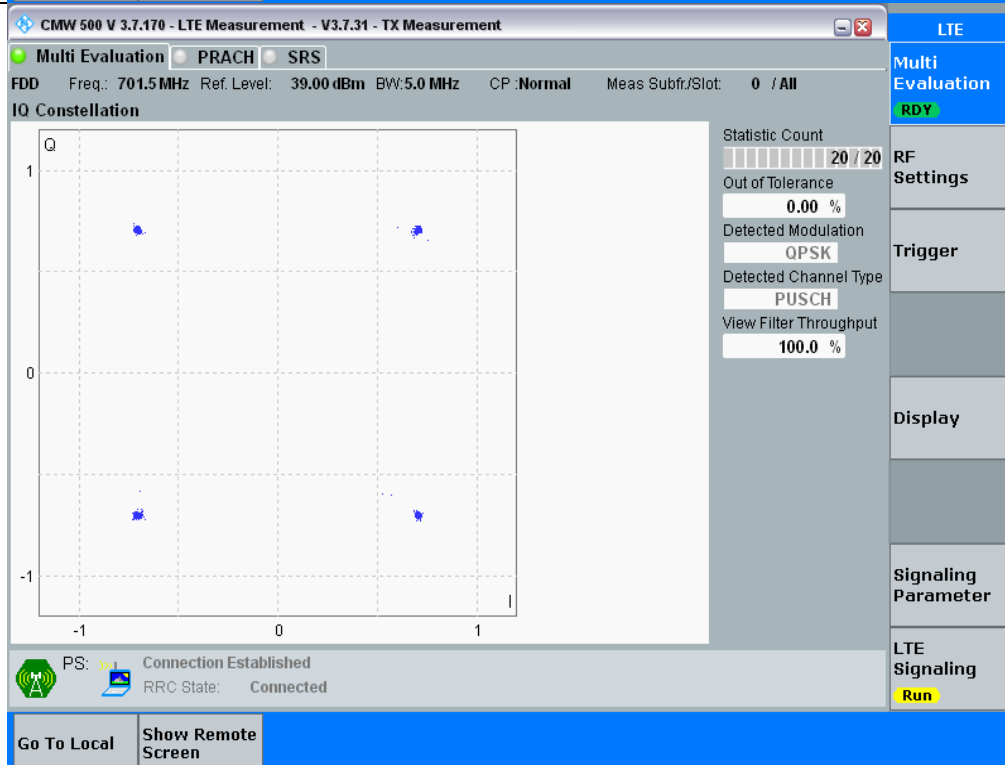 CMW 500 V 3.7.170 - LTE Measurement - V3.7.31 - TX Measurement
LTE
Multi Evaluation PRACH SRS
FDD Freq.: 701.5 MHz Ref. Level: 39.00 dBm BW:5.0 MHz CP :Normal Meas Subfr./Slot: 0 / All
IQ Constellation
Q
1
0
-1
-1 0 1
I
Statistic Count
20 / 20
Out of Tolerance
0.00 %
Detected Modulation
QPSK
Detected Channel Type
PUSCH
View Filter Throughput
100.0 %
Multi
Evaluation
RDY
RF
Settings
Trigger
Display
Signaling
Parameter
LTE
Signaling
Run
PS: Connection Established
RRC State: Connected
Go To Local
Show Remote
Screen